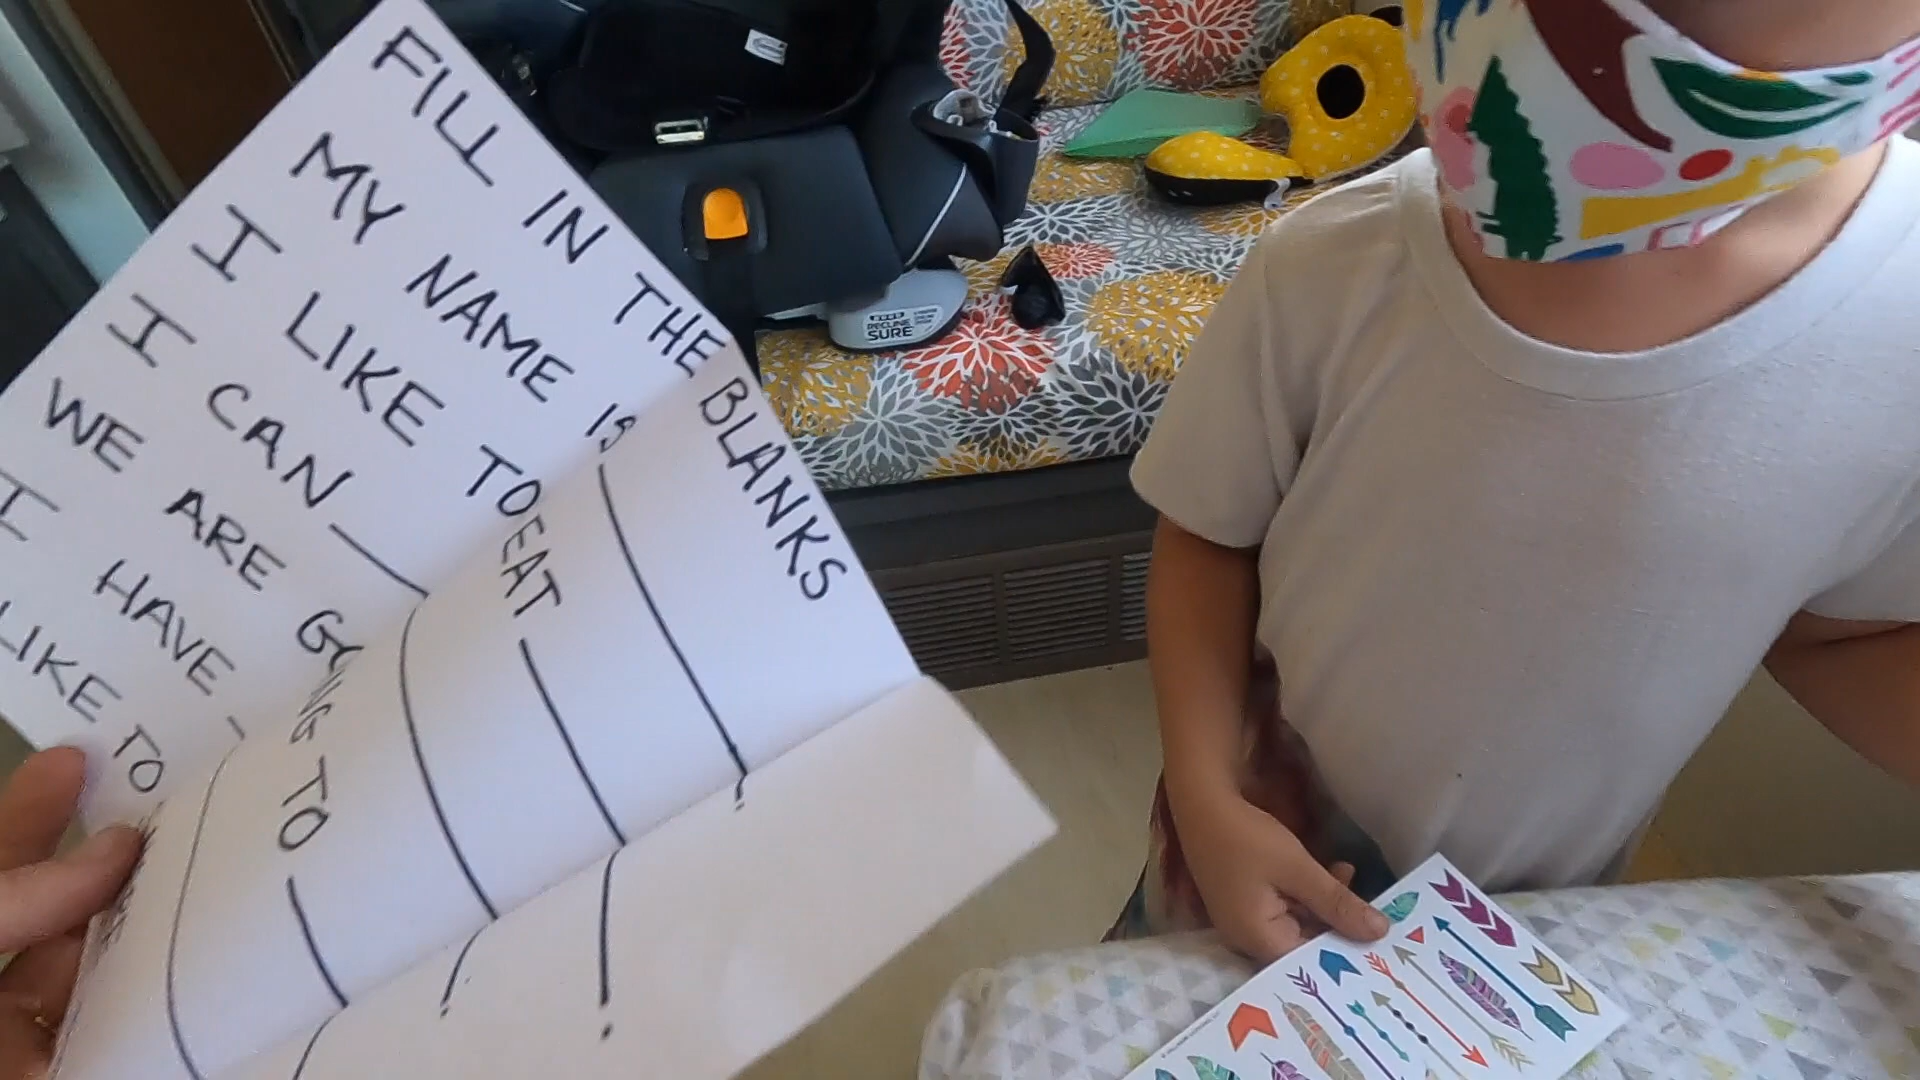 FILL IN THE BLANKS
MY NAME IS
I LIKE TO EAT
I CAN
WE ARE GOING TO
I HAVE
LIKE TO
RECLINE
SURE